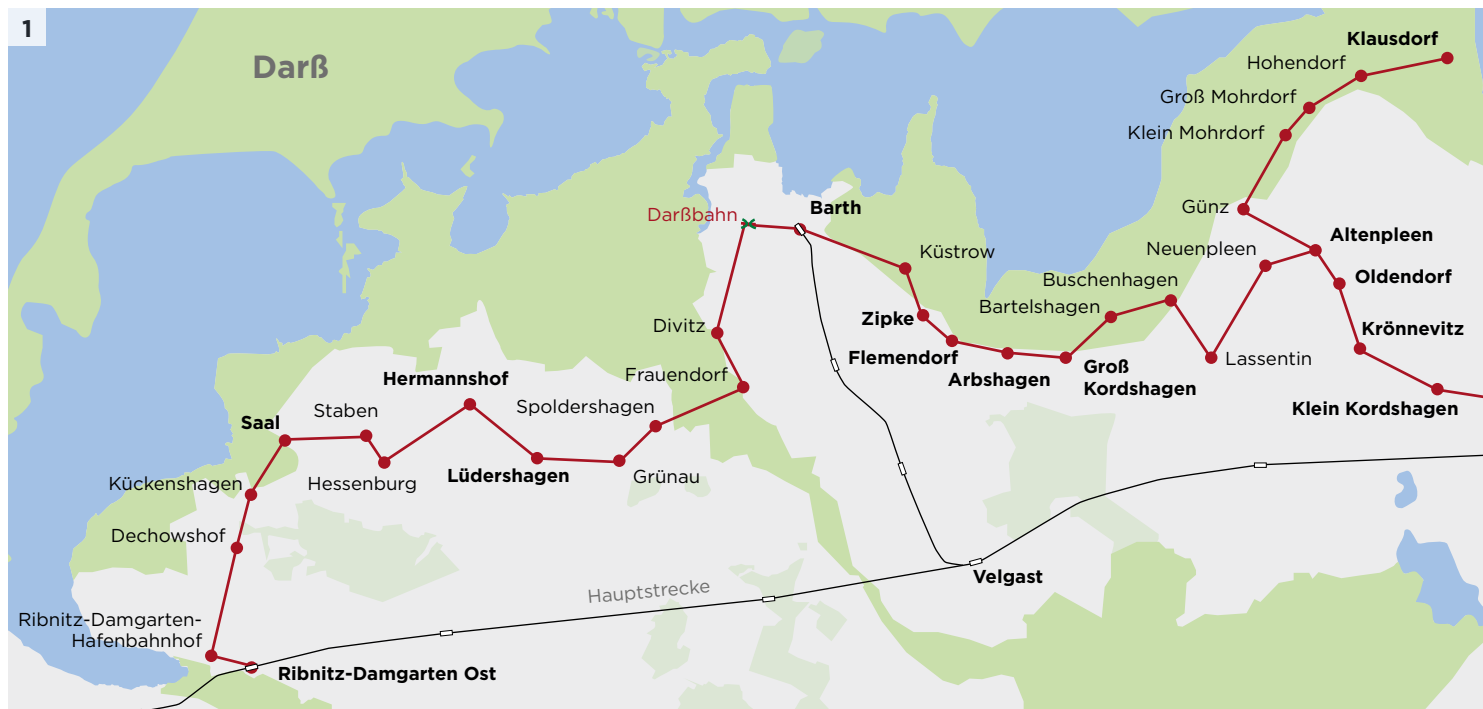 1
Darß
Klausdorf
Hohendorf
Groß Mohrdorf
Klein Mohrdorf
Günz
Darßbahn
Barth
Altenpleen
Neuenpleen
Küstrow
Oldendorf
Buschenhagen
Bartelshagen
Zipke
Divitz
Krönnevitz
Flemendorf
Lassentin
Groß
Kordshagen
Arbshagen
Frauendorf
Hermannshof
Spoldershagen
Staben
Saal
Klein Kordshagen
Lüdershagen
Grünau
Kückenshagen
Hessenburg
Dechowshof
Velgast
Hauptstrecke
Ribnitz-Damgarten-
Hafenbahnhof
Ribnitz-Damgarten Ost